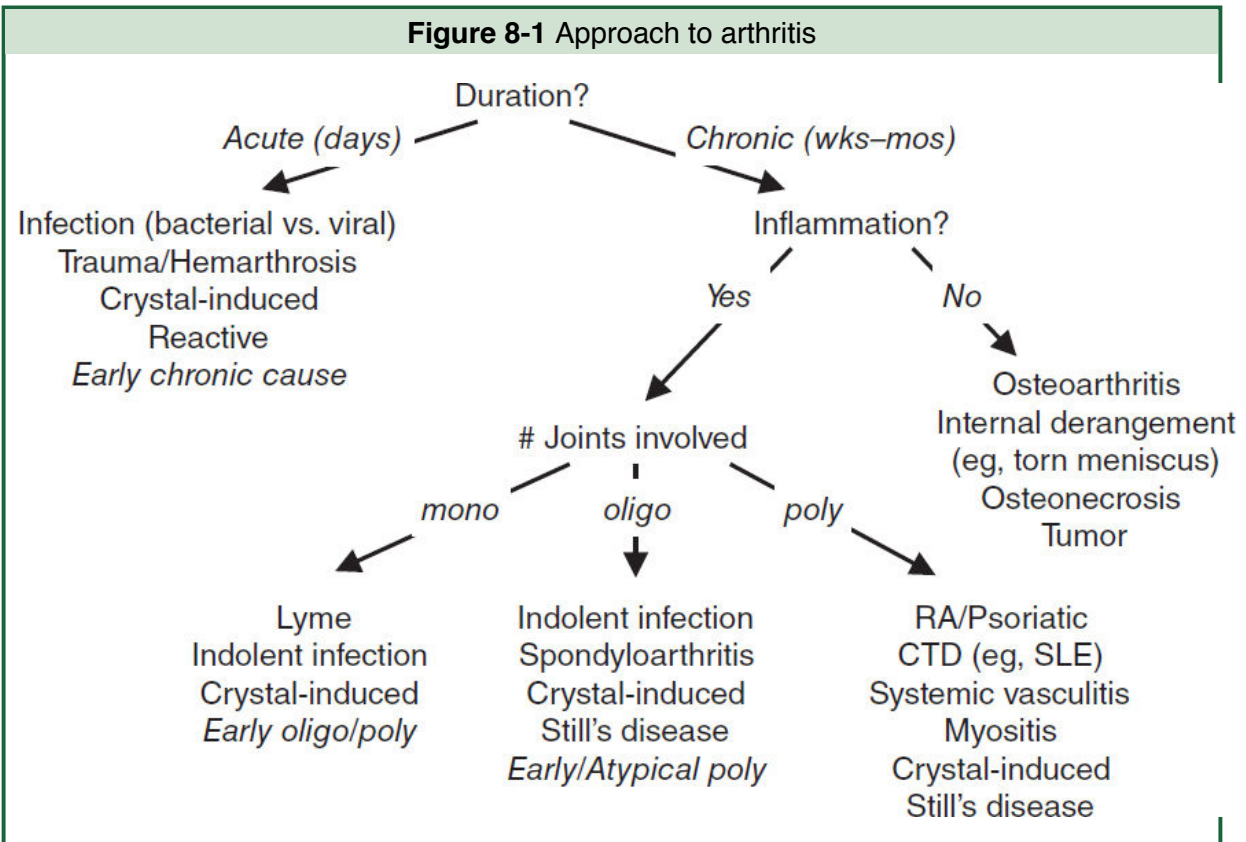 Figure 8-1 Approach to arthritis
Duration?
Acute (days)
Chronic (wks–mos)
Infection (bacterial vs. viral)
Trauma/Hemarthrosis
Crystal-induced
Reactive
Early chronic cause
Inflammation?
Yes
No
Osteoarthritis
Internal derangement
(eg, torn meniscus)
Osteonecrosis
Tumor
# Joints involved
mono
oligo
poly
Lyme
Indolent infection
Crystal-induced
Early oligo/poly
Indolent infection
Spondyloarthritis
Crystal-induced
Still’s disease
Early/Atypical poly
RA/Psoriatic
CTD (eg, SLE)
Systemic vasculitis
Myositis
Crystal-induced
Still’s disease